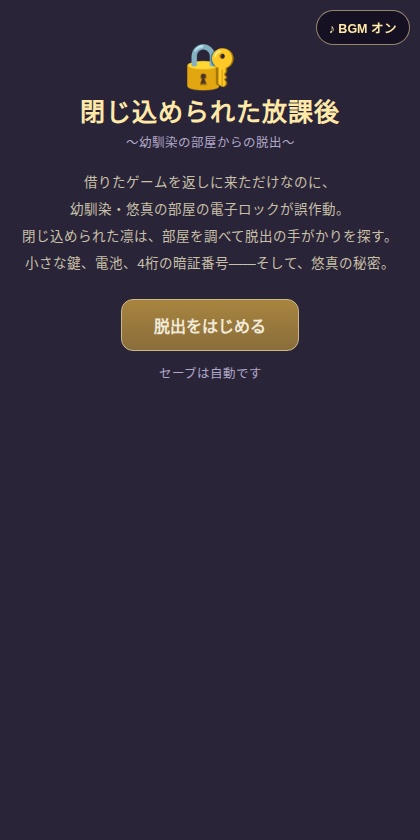 ♪ BGM オン
閉じ込められた放課後
〜幼馴染の部屋からの脱出〜
借りたゲームを返しに来ただけなのに、
幼馴染・悠真の部屋の電子ロックが誤作動。
閉じ込められた凛は、部屋を調べて脱出の手がかりを探す。
小さな鍵、電池、4桁の暗証番号——そして、悠真の秘密。
脱出をはじめる
セーブは自動です